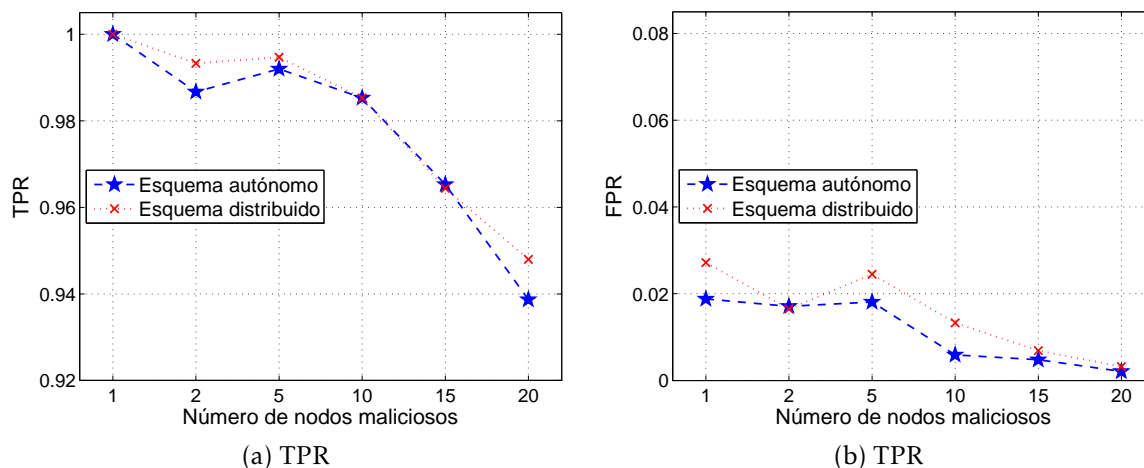 1
0.98
0.96
0.94
0.92
TPR
Esquema autónomo
Esquema distribuido
1 2 5 10 15 20
Número de nodos maliciosos
(a) TPR
0.08
0.06
0.04
0.02
0
FPR
Esquema autónomo
Esquema distribuido
1 2 5 10 15 20
Número de nodos maliciosos
(b) TPR